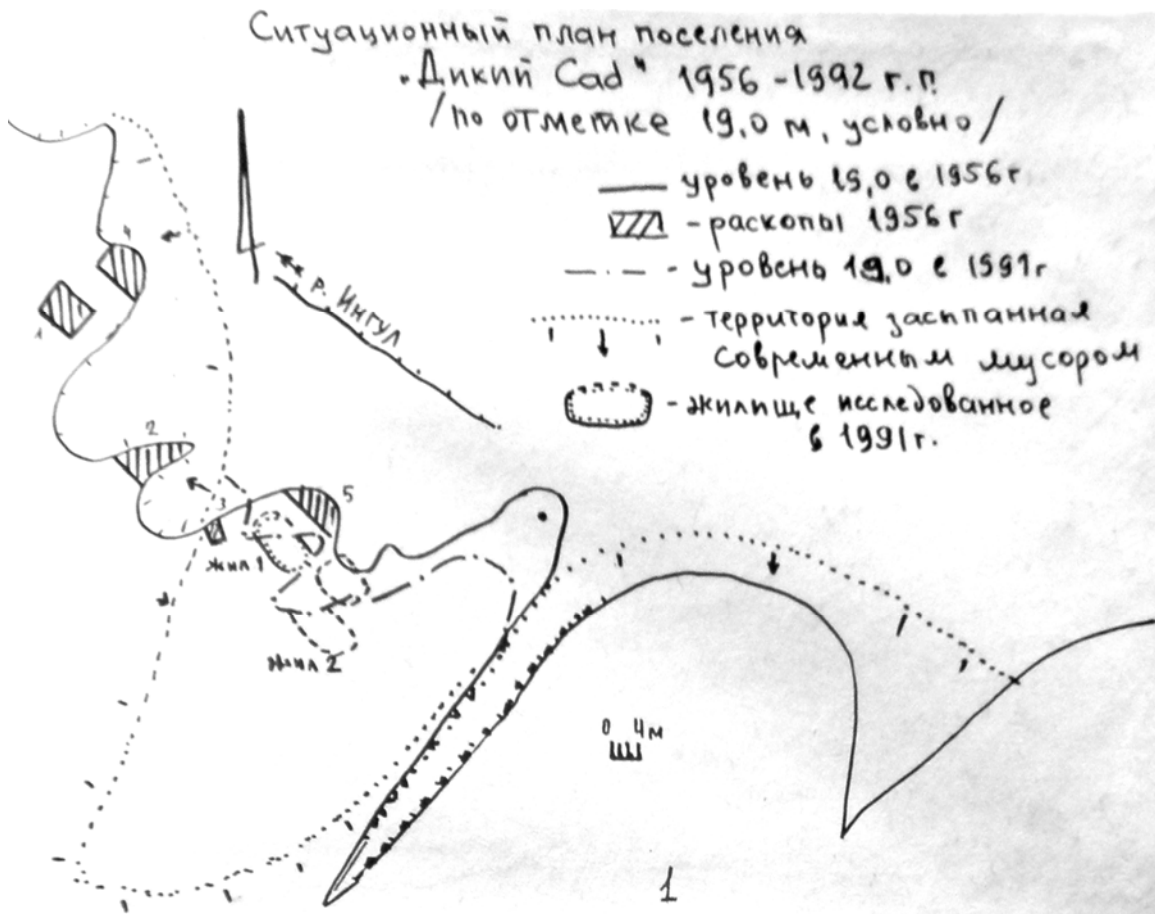 Ситуационный план поселения
"Дикий Сад" 1956-1992 г.г.
/по отметке 19,0 м, условно/
уровень 19,0 в 1956г
- раскопы 1956г
- уровень 19,0 в 1991г
- территория засыпанная
современным мусором
- жилище исследованное
в 1991г.
р. Ингул
4
1
2
3
5
жил 1
жил 2
0 4м
1